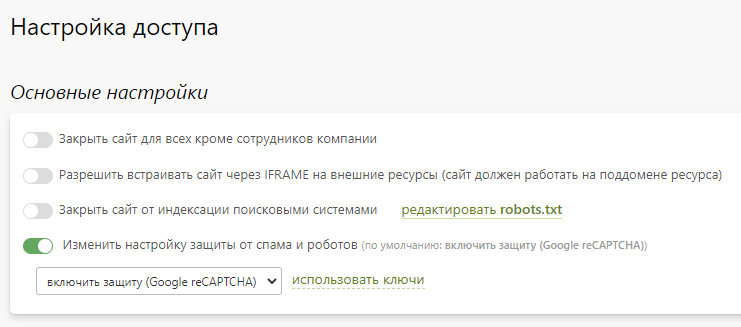 Настройка доступа
Основные настройки
Закрыть сайт для всех кроме сотрудников компании
Разрешить встраивать сайт через IFRAME на внешние ресурсы (сайт должен работать на поддомене ресурса)
Закрыть сайт от индексации поисковыми системами редактировать robots.txt
Изменить настройку защиты от спама и роботов (по умолчанию: включить защиту (Google reCAPTCHA))
включить защиту (Google reCAPTCHA) использовать ключи